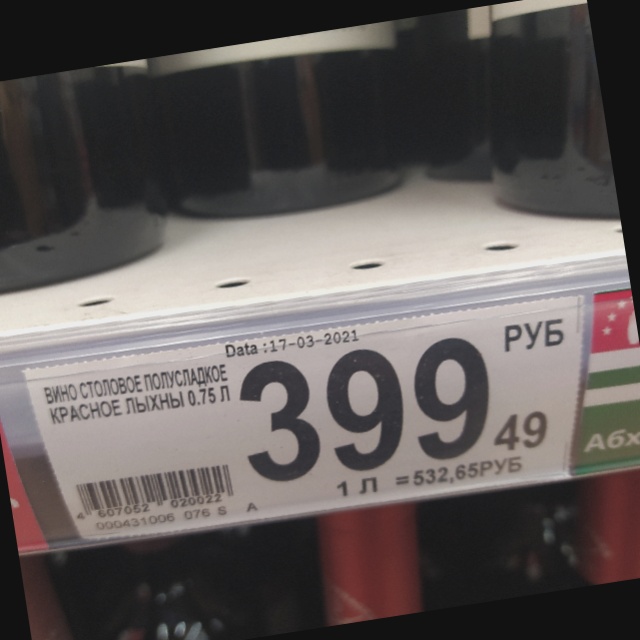 Data :17-03-2021
ВИНО СТОЛОВОЕ ПОЛУСЛАДКОЕ
КРАСНОЕ ЛЫХНЫ 0.75 Л
399
49
РУБ
1 Л =532,65РУБ
4 607052 020022
000431006 076 S A
Абх